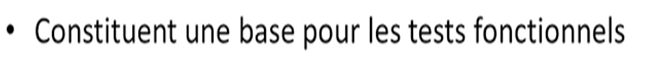 • Constituent une base pour les tests fonctionnels